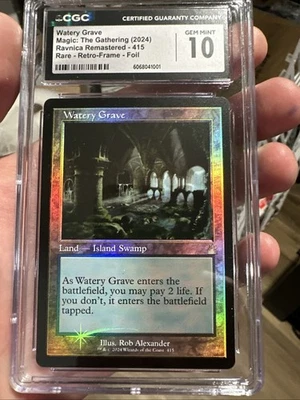 CGC CERTIFIED GUARANTY COMPANY
Watery Grave
Magic: The Gathering (2024)
Ravnica Remastered - 415
Rare - Retro-Frame - Foil
GEM MINT
10
6068041001
Watery Grave
Land — Island Swamp
As Watery Grave enters the
battlefield, you may pay 2 life. If
you don't, it enters the battlefield
tapped.
Illus. Rob Alexander
™ & © 2024 Wizards of the Coast 415